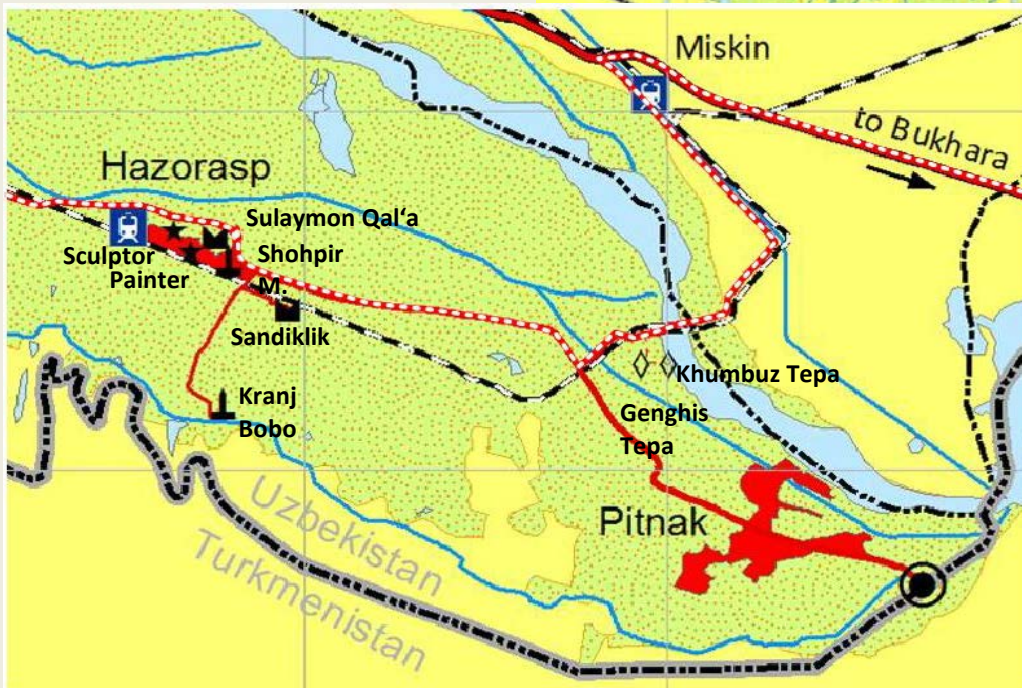 Miskin
to Bukhara
Hazorasp
Sulaymon Qal‘a
Sculptor
Shohpir
Painter
M.
Sandiklik
Khumbuz Tepa
Kranj
Bobo
Genghis
Tepa
Pitnak
Uzbekistan
Turkmenistan